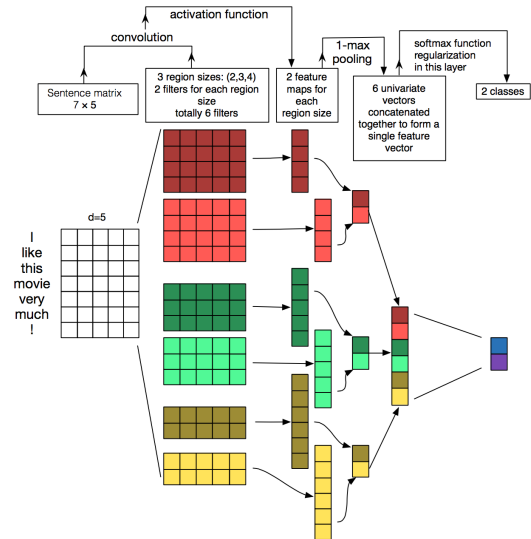 activation function
convolution
1-max
pooling
softmax function
regularization
in this layer
Sentence matrix
7 × 5
3 region sizes: (2,3,4)
2 filters for each region
size
totally 6 filters
2 feature
maps for
each
region size
6 univariate
vectors
concatenated
together to form a
single feature
vector
2 classes
d=5
I
like
this
movie
very
much
!